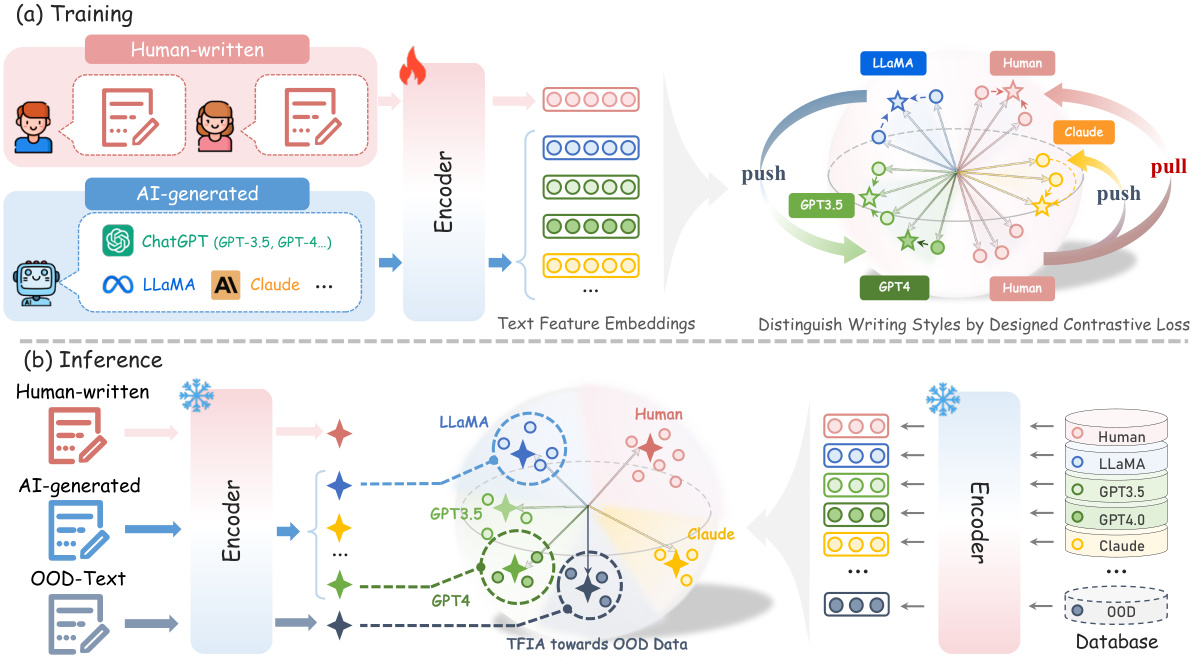 (a) Training
Human-written
AI-generated
ChatGPT (GPT-3.5, GPT-4...)
LLaMA
AI
Claude
...
AI
Encoder
...
Text Feature Embeddings
LLaMA
Human
Claude
push
pull
push
GPT3.5
GPT4
Human
Distinguish Writing Styles by Designed Contrastive Loss
(b) Inference
Human-written
AI-generated
OOD-Text
Encoder
...
LLaMA
Human
GPT3.5
Claude
GPT4
TFIA towards OOD Data
...
Encoder
Human
LLaMA
GPT3.5
GPT4.0
Claude
...
OOD
Database